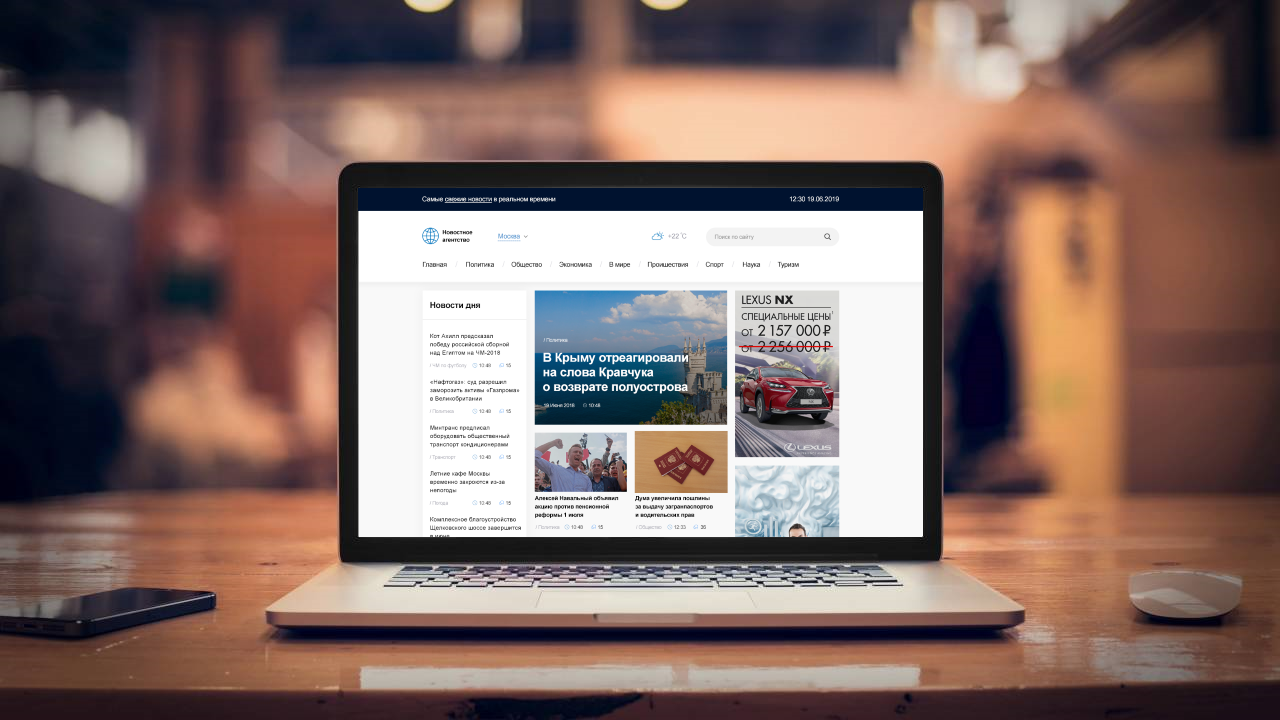 Самые свежие новости в реальном времени
12:30 19.06.2019
Новостное
агентство
Москва
+22°C
Поиск по сайту
Главная / Политика / Общество / Экономика / В мире / Проишествия / Спорт / Наука / Туризм
Новости дня
Кот Ахилл предсказал
победу российской сборной
над Египтом на ЧМ-2018
/ ЧМ по футболу 10:48 15
«Нафтогаз»: суд разрешил
заморозить активы «Газпрома»
в Великобритании
/ Политика 10:48 15
Минтранс предписал
оборудовать общественный
транспорт кондиционерами
/ Транспорт 10:48 15
Летние кафе Москвы
временно закроются из-за
непогоды
/ Погода 10:48 15
Комплексное благоустройство
Щелковского шоссе завершится
в июне
/ Политика
В Крыму отреагировали
на слова Кравчука
о возврате полуострова
19 Июня 2018 10:48
Алексей Навальный объявил
акцию против пенсионной
реформы 1 июля
/ Политика 10:48 15
Дума увеличила пошлины
за выдачу загранпаспортов
и водительских прав
/ Общество 12:33 38
LEXUS NX
СПЕЦИАЛЬНЫЕ ЦЕНЫ
ОТ 2 157 000 ₽
ОТ 2 256 000 ₽
LEXUS